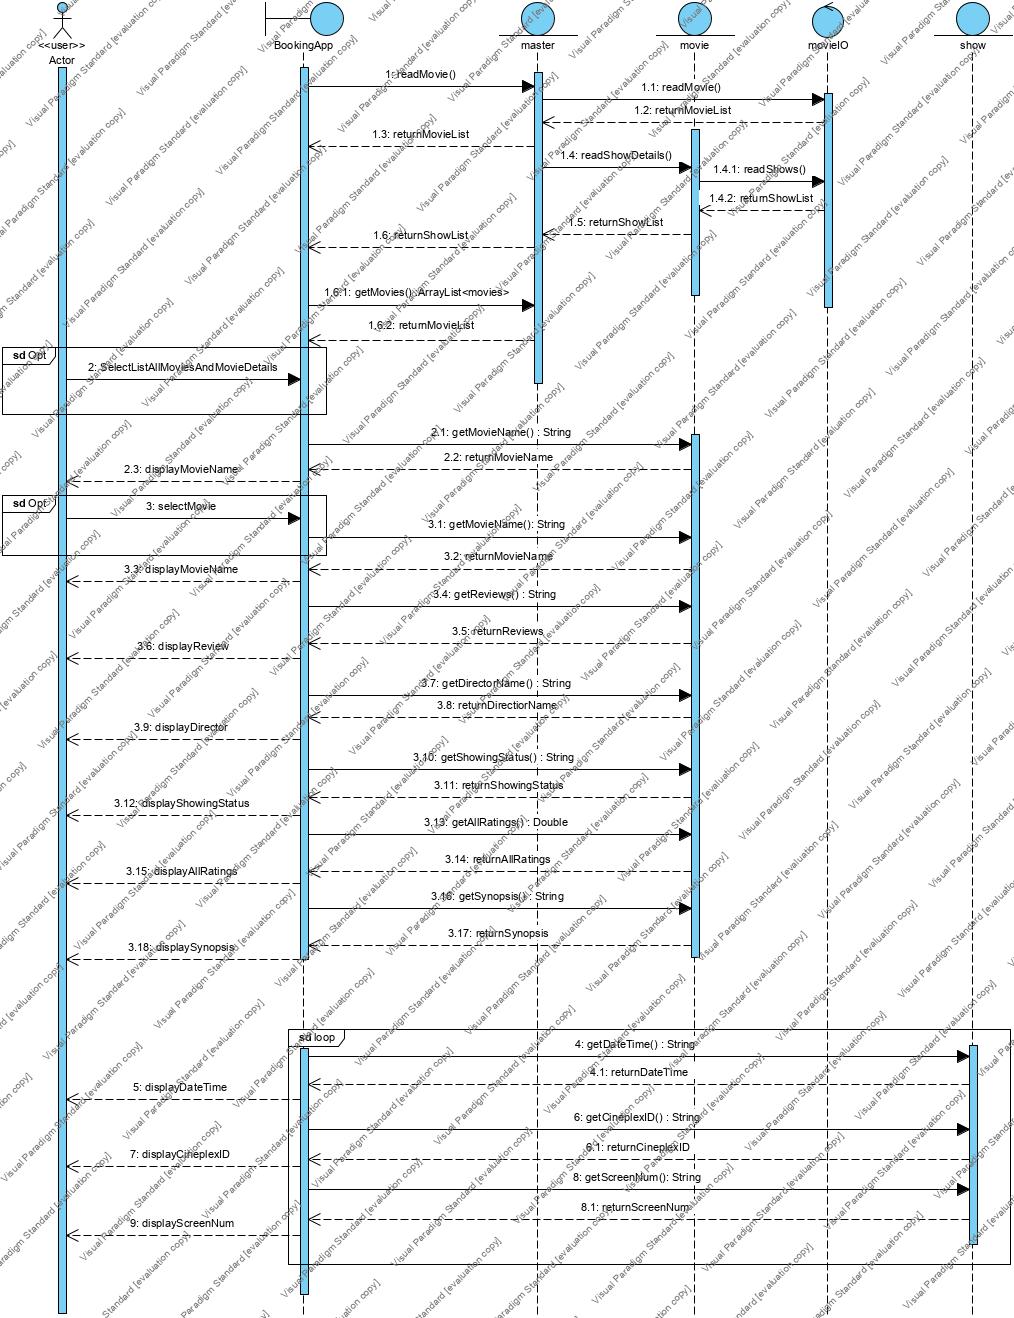 <<user>>
Actor
BookingApp
master
movie
movieIO
show
1: readMovie()
1.1: readMovie()
1.2: returnMovieList
1.3: returnMovieList
1.4: readShowDetails()
1.4.1: readShows()
1.4.2: returnShowList
1.5: returnShowList
1.6: returnShowList
1.6.1: getMovies():ArrayList<movies>
1.6.2: returnMovieList
sd Opt
2: SelectListAllMoviesAndMovieDetails
2.1: getMovieName() : String
2.2: returnMovieName
2.3: displayMovieName
sd Opt
3: selectMovie
3.1: getMovieName(): String
3.2: returnMovieName
3.3: displayMovieName
3.4: getReviews() : String
3.5: returnReviews
3.6: displayReview
3.7: getDirectorName() : String
3.8: returnDirectiorName
3.9: displayDirector
3.10: getShowingStatus() : String
3.11: returnShowingStatus
3.12: displayShowingStatus
3.13: getAllRatings() : Double
3.14: returnAllRatings
3.15: displayAllRatings
3.16: getSynopsis() : String
3.17: returnSynopsis
3.18: displaySynopsis
sd loop
4: getDateTime() : String
4.1: returnDateTime
5: displayDateTime
6: getCineplexID() : String
6.1: returnCineplexID
7: displayCineplexID
8: getScreenNum(): String
8.1: returnScreenNum
9: displayScreenNum
Visual Paradigm Standard [evaluation copy]